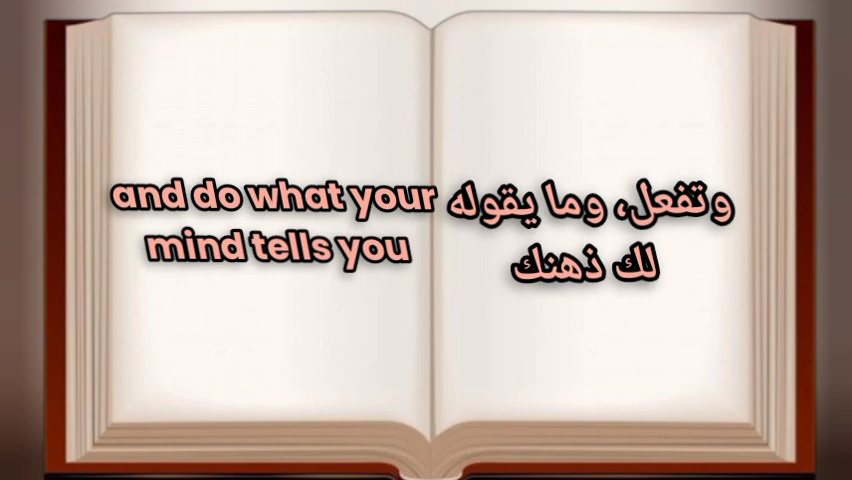 and do what your
mind tells you
وتفعل، وما يقوله
لك ذهنك